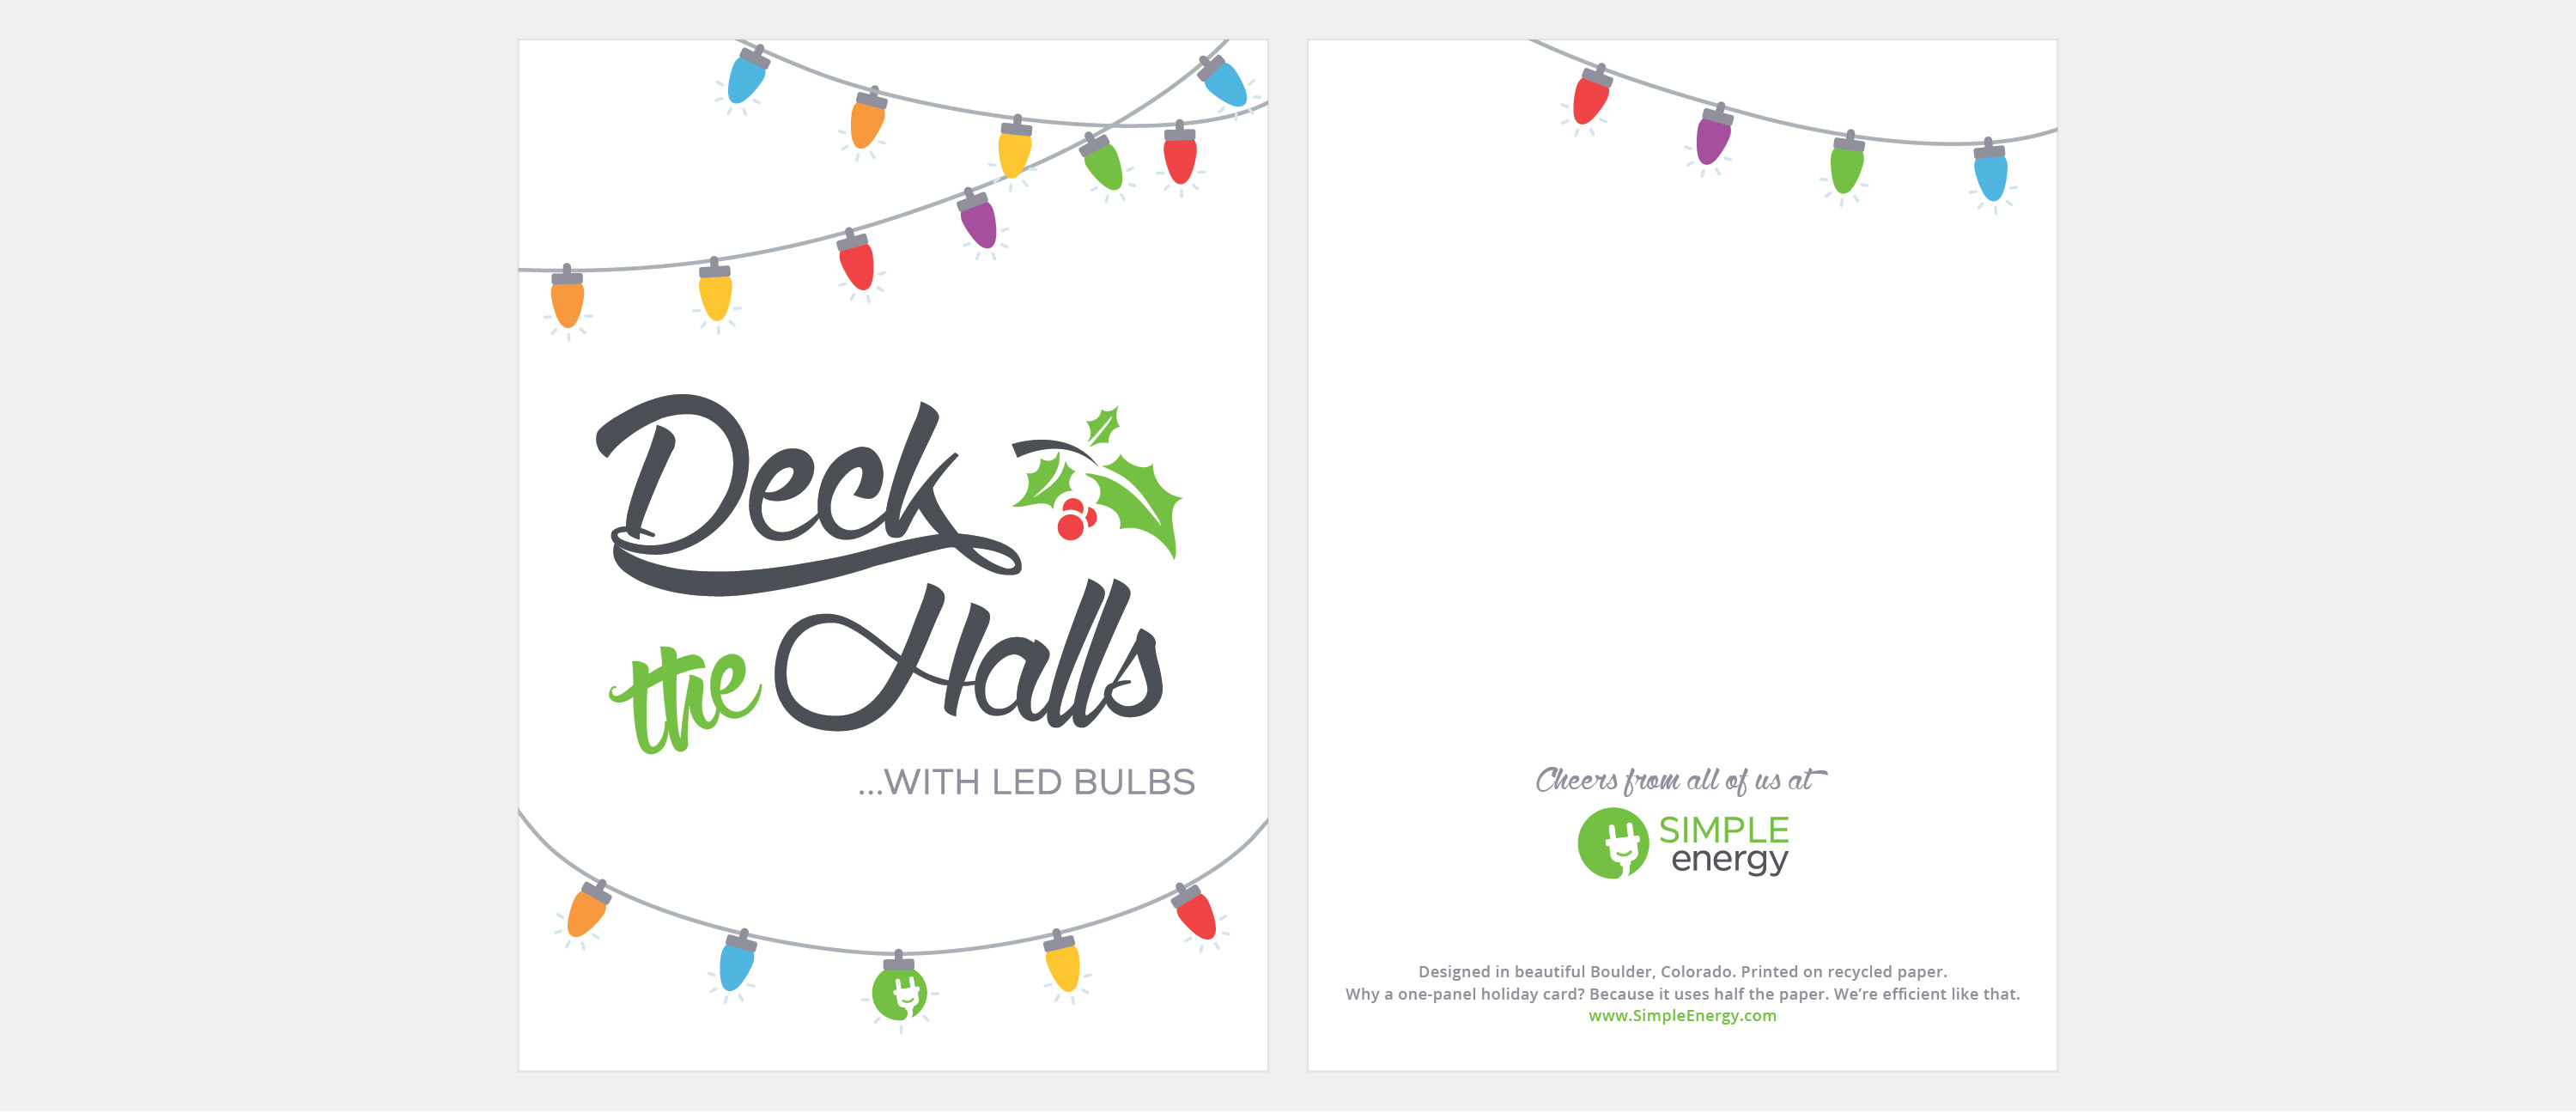 Deck
the Halls
...WITH LED BULBS
Cheers from all of us at
SIMPLE
energy
Designed in beautiful Boulder, Colorado. Printed on recycled paper.
Why a one-panel holiday card? Because it uses half the paper. We’re efficient like that.
www.SimpleEnergy.com